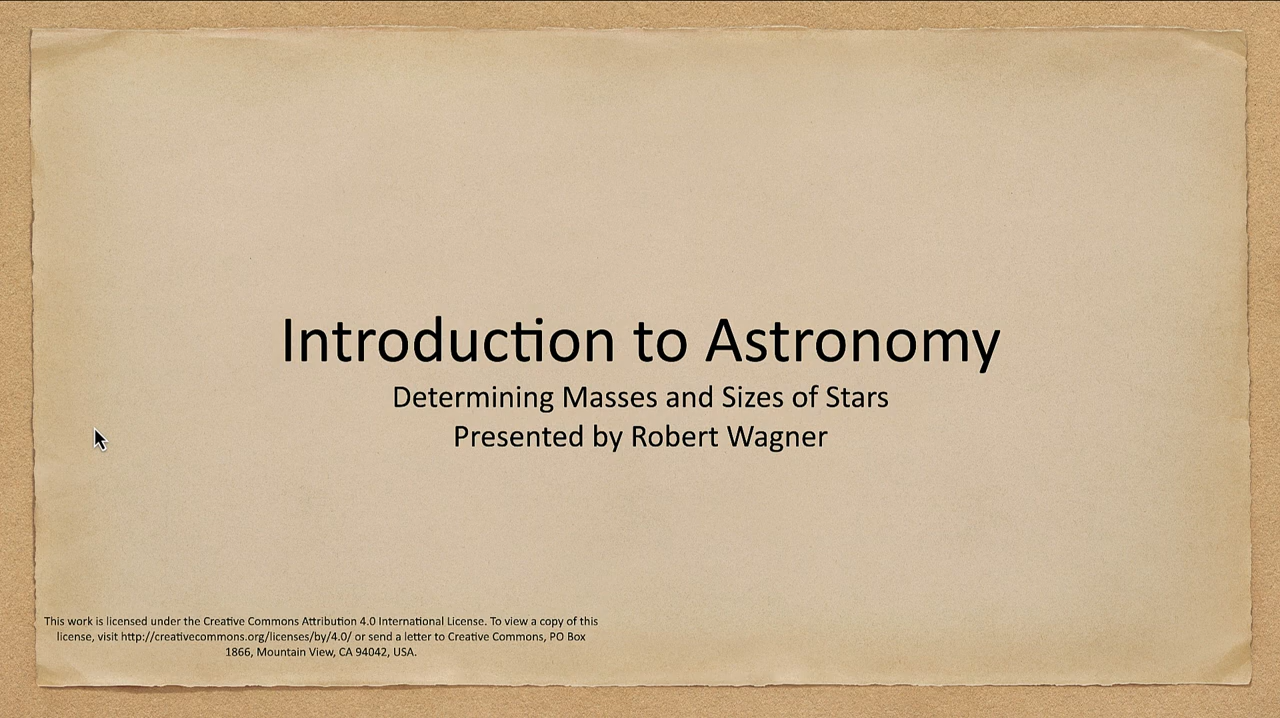 Introduction to Astronomy
Determining Masses and Sizes of Stars
Presented by Robert Wagner
This work is licensed under the Creative Commons Attribution 4.0 International License. To view a copy of this
license, visit http://creativecommons.org/licenses/by/4.0/ or send a letter to Creative Commons, PO Box
1866, Mountain View, CA 94042, USA.